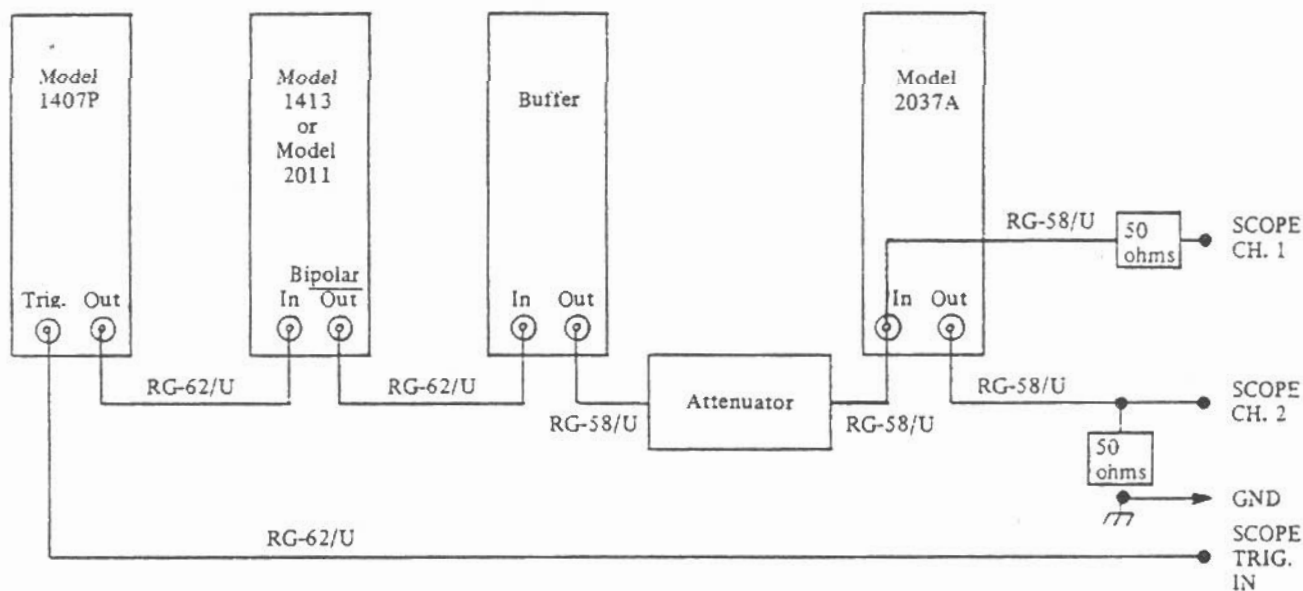 Model
1407P
Trig. Out
Model
1413
or
Model
2011
Bipolar
In Out
Buffer
In Out
Model
2037A
In Out
RG-62/U
RG-62/U
RG-58/U
Attenuator
RG-58/U
RG-58/U
50
ohms
SCOPE
CH. 1
RG-58/U
SCOPE
CH. 2
50
ohms
GND
RG-62/U
SCOPE
TRIG.
IN